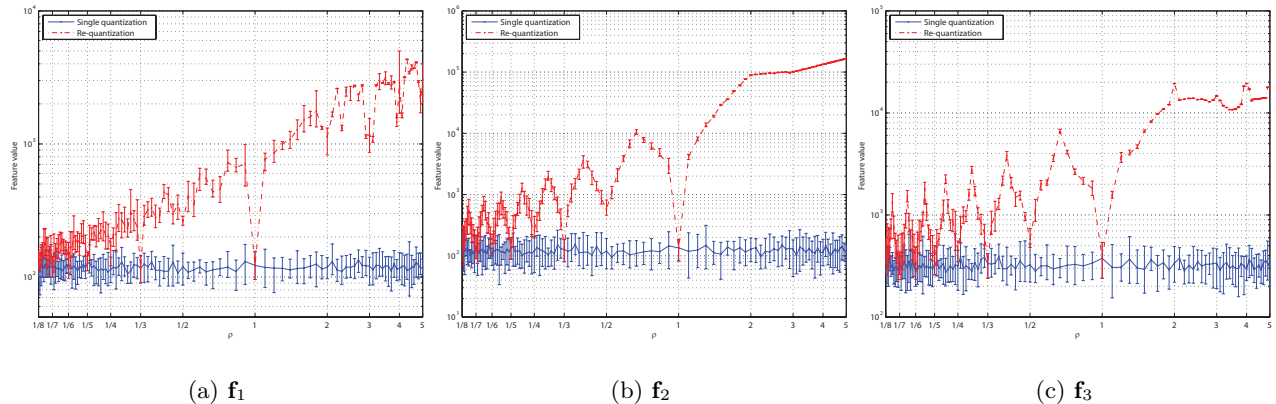 Single quantization
Re-quantization
Feature value
10^4
10^3
10^2
1/8 1/7 1/6 1/5 1/4 1/3 1/2 1 2 3 4 5
ρ
(a) f₁
Single quantization
Re-quantization
Feature value
10^6
10^5
10^4
10^3
10^2
10^1
1/8 1/7 1/6 1/5 1/4 1/3 1/2 1 2 3 4 5
ρ
(b) f₂
Single quantization
Re-quantization
Feature value
10^5
10^4
10^3
10^2
1/8 1/7 1/6 1/5 1/4 1/3 1/2 1 2 3 4 5
ρ
(c) f₃